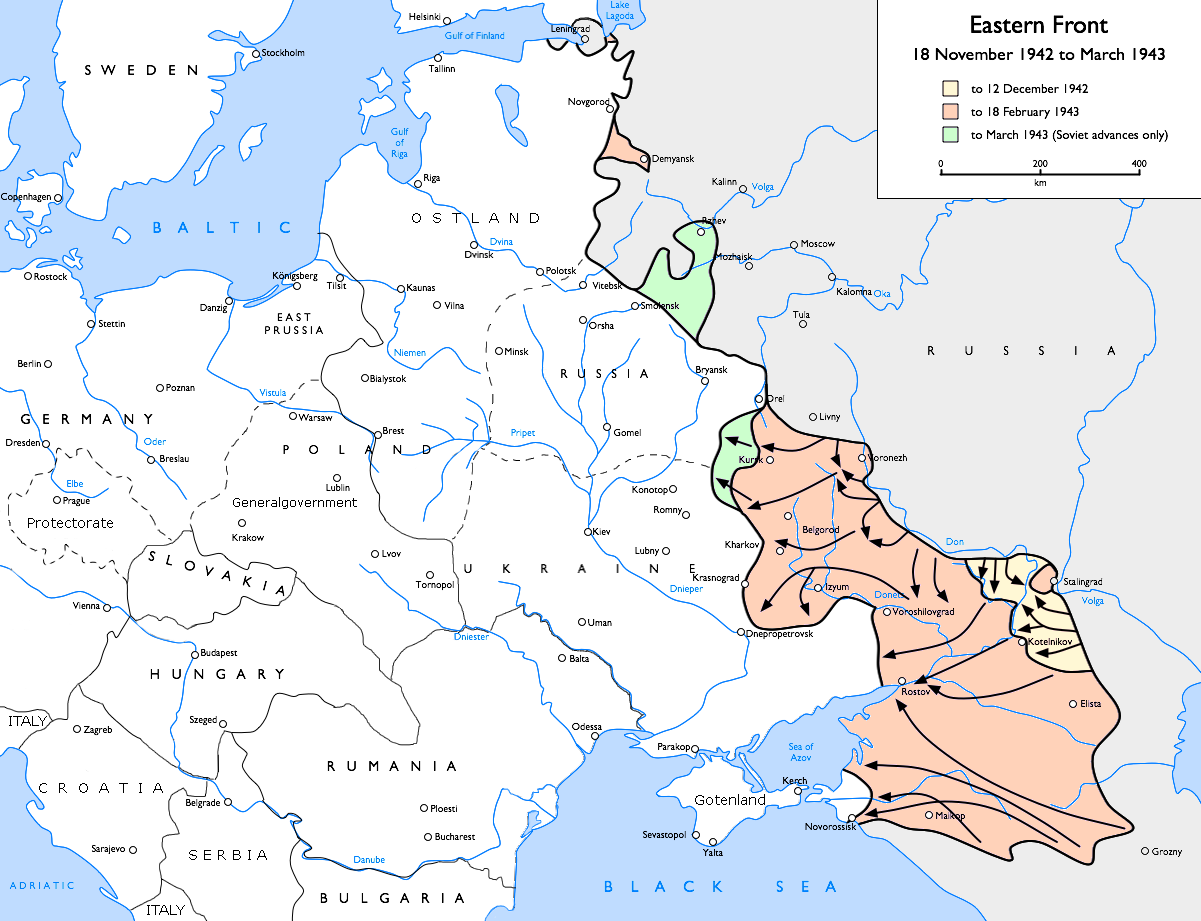 Eastern Front
18 November 1942 to March 1943
to 12 December 1942
to 18 February 1943
to March 1943 (Soviet advances only)
0
200
400
km
Helsinki
Lake
Lagoda
Leningrad
Gulf of Finland
Stockholm
SWEDEN
Tallinn
Novgorod
Gulf
of
Riga
Demyansk
Riga
Kalinn
Volga
Copenhagen
OSTLAND
BALTIC
Rzhev
Dvina
Dvinsk
Moscow
Mozhaisk
Polotsk
Rostock
Königsberg
Tilsit
Kaunas
Vitebsk
Kalomna
Oka
Danzig
Vilna
Smolensk
Tula
EAST
PRUSSIA
Stettin
Orsha
Niemen
Minsk
RUSSIA
Berlin
Bialystok
RUSSIA
Bryansk
Poznan
Vistula
Orel
GERMANY
Warsaw
Livny
Dresden
Oder
Brest
Pripet
Gomel
POLAND
Breslau
Kursk
Voronezh
Elbe
Prague
Lublin
Konotop
Generalgovernment
Romny
Protectorate
Krakow
Belgorod
Kiev
Lvov
Lubny
Kharkov
Don
SLOVAKIA
Tornopol
UKRAINE
Krasnograd
Izyum
Stalingrad
Dnieper
Donets
Volga
Vienna
Voroshilovgrad
Uman
Dniester
Dnepropetrovsk
Kotelnikov
Budapest
Balta
HUNGARY
Rostov
Elista
ITALY
Szeged
Zagreb
Odessa
Parakop
Sea of
Azov
RUMANIA
Kerch
CROATIA
Gotenland
Belgrade
Ploesti
Maikop
Novorossisk
Sevastopol
Bucharest
Yalta
Sarajevo
SERBIA
Danube
Grozny
ADRIATIC
BLACK SEA
BULGARIA
ITALY